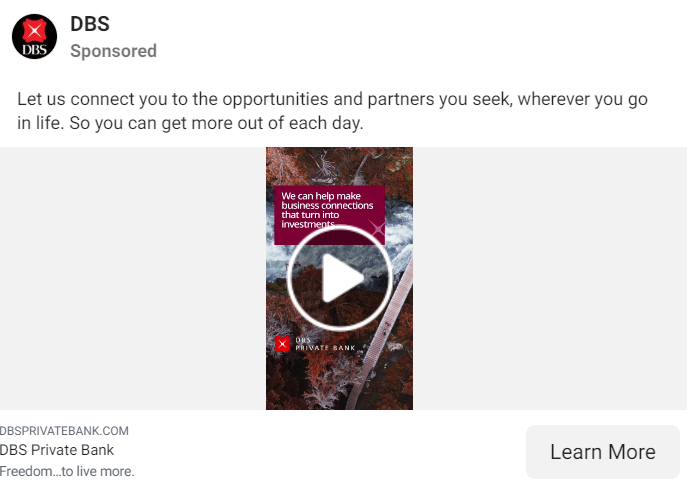 DBS
Sponsored
DBS
Let us connect you to the opportunities and partners you seek, wherever you go
in life. So you can get more out of each day.
We can help make
business connections
that turn into
investments
DBS
PRIVATE BANK
DBSPRIVATEBANK.COM
DBS Private Bank
Freedom...to live more.
Learn More